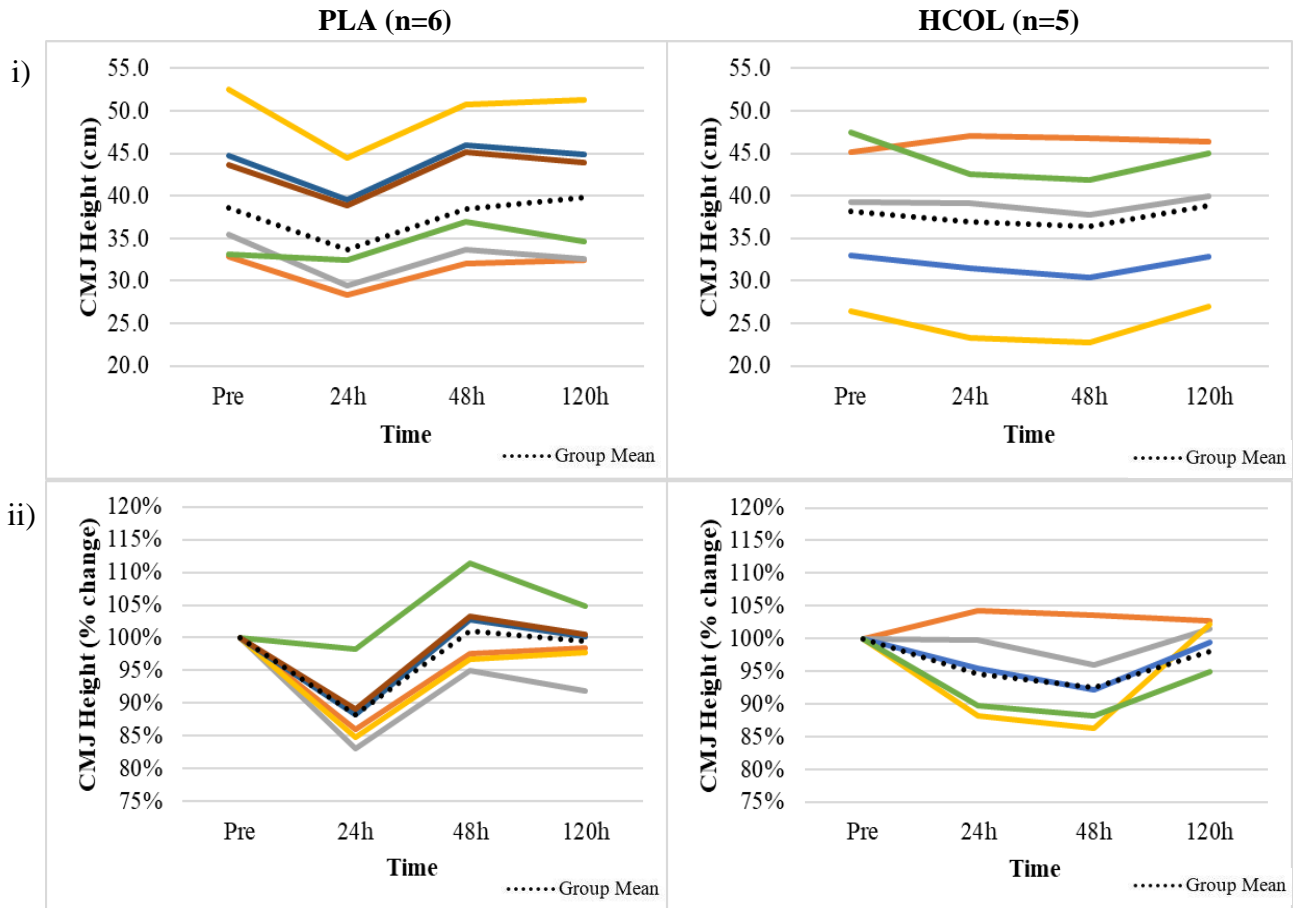 PLA (n=6)
HCOL (n=5)
i)
CMJ Height (cm)
55.0
50.0
45.0
40.0
35.0
30.0
25.0
20.0
Pre 24h 48h 120h
Time
Group Mean
CMJ Height (cm)
55.0
50.0
45.0
40.0
35.0
30.0
25.0
20.0
Pre 24h 48h 120h
Time
Group Mean
ii)
CMJ Height (% change)
120%
115%
110%
105%
100%
95%
90%
85%
80%
75%
Pre 24h 48h 120h
Time
Group Mean
CMJ Height (% change)
120%
115%
110%
105%
100%
95%
90%
85%
80%
75%
Pre 24h 48h 120h
Time
Group Mean